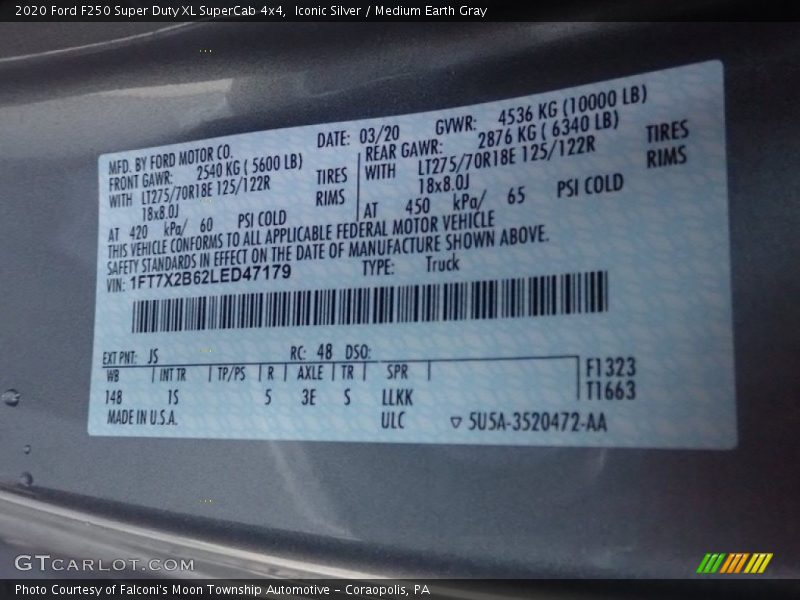 2020 Ford F250 Super Duty XL SuperCab 4x4, Iconic Silver / Medium Earth Gray
MFD. BY FORD MOTOR CO.
DATE: 03/20
GVWR: 4536 KG (10000 LB)
FRONT GAWR: 2540 KG ( 5600 LB)
REAR GAWR: 2876 KG ( 6340 LB)
WITH LT275/70R18E 125/122R TIRES
WITH LT275/70R18E 125/122R TIRES
18x8.0J RIMS
18x8.0J RIMS
AT 420 kPa/ 60 PSI COLD
AT 450 kPa/ 65 PSI COLD
THIS VEHICLE CONFORMS TO ALL APPLICABLE FEDERAL MOTOR VEHICLE
SAFETY STANDARDS IN EFFECT ON THE DATE OF MANUFACTURE SHOWN ABOVE.
VIN: 1FT7X2B62LED47179
TYPE: Truck
EXT PNT: JS RC: 48 DSO:
WB INT TR TP/PS R AXLE TR SPR
F1323
148 1S 5 3E S LLKK
T1663
MADE IN U.S.A. ULC ▽ 5U5A-3520472-AA
GTCARLOT.COM
Photo Courtesy of Falconi's Moon Township Automotive - Coraopolis, PA